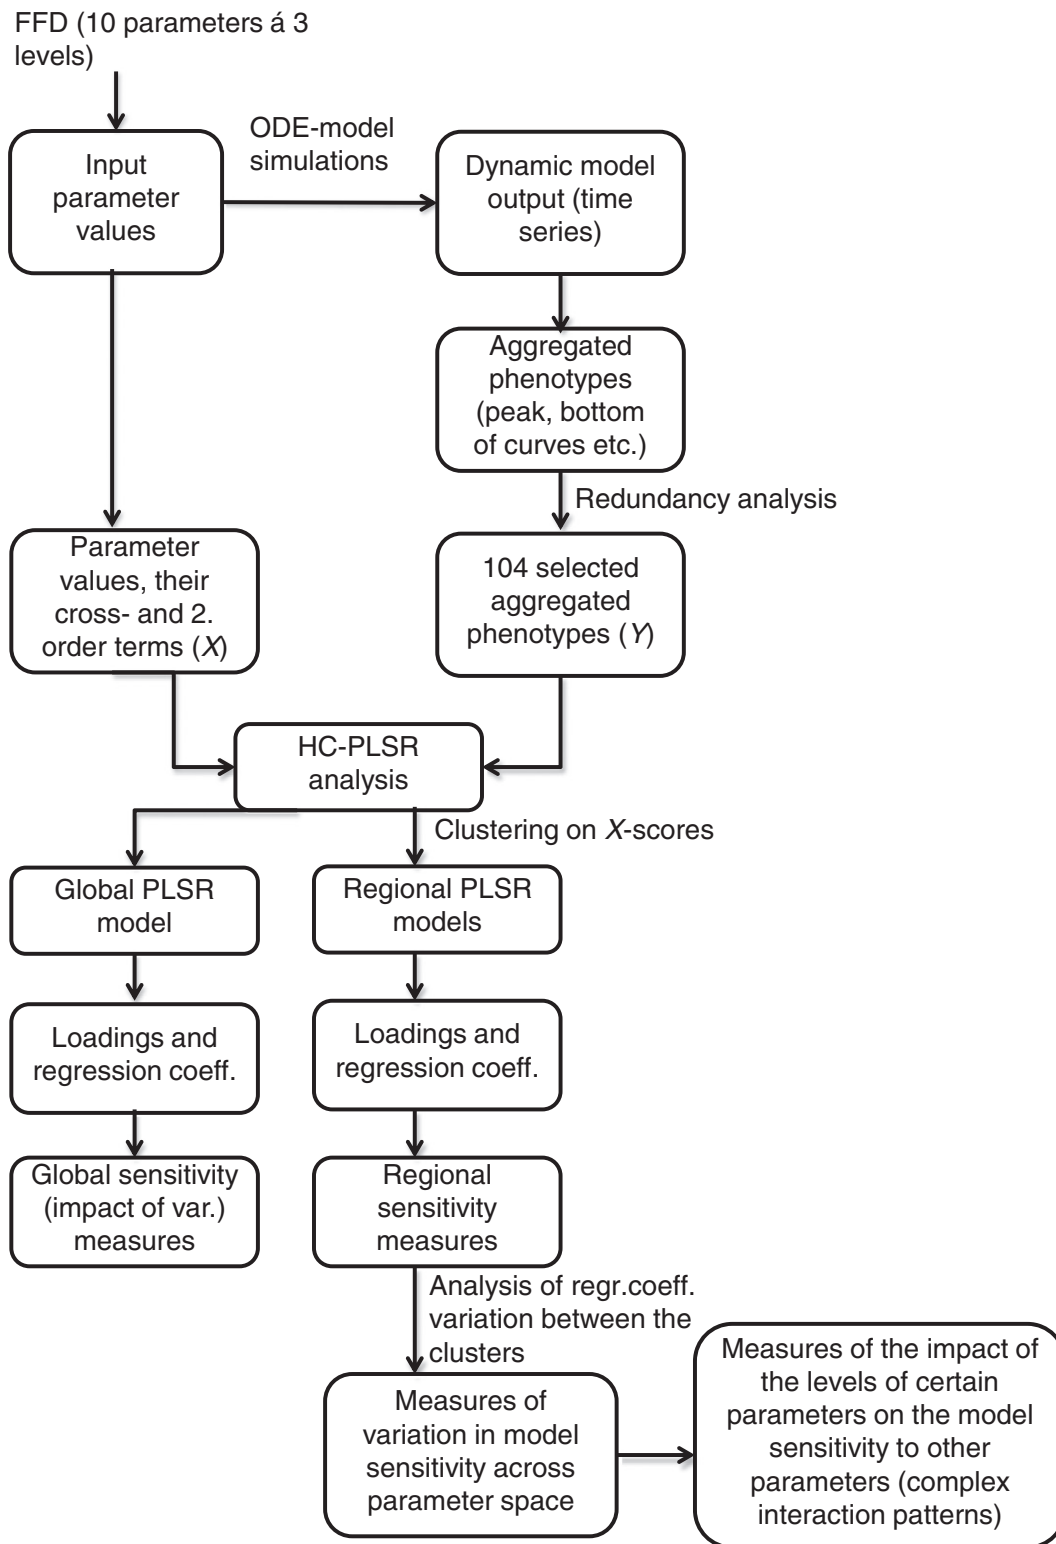 FFD (10 parameters á 3
levels)
ODE-model
simulations
Input
parameter
values
Dynamic model
output (time
series)
Aggregated
phenotypes
(peak, bottom
of curves etc.)
Redundancy analysis
Parameter
values, their
cross- and 2.
order terms (X)
104 selected
aggregated
phenotypes (Y)
HC-PLSR
analysis
Clustering on X-scores
Global PLSR
model
Regional PLSR
models
Loadings and
regression coeff.
Loadings and
regression coeff.
Global sensitivity
(impact of var.)
measures
Regional
sensitivity
measures
Analysis of regr.coeff.
variation between the
clusters
Measures of
variation in model
sensitivity across
parameter space
Measures of the impact of
the levels of certain
parameters on the model
sensitivity to other
parameters (complex
interaction patterns)